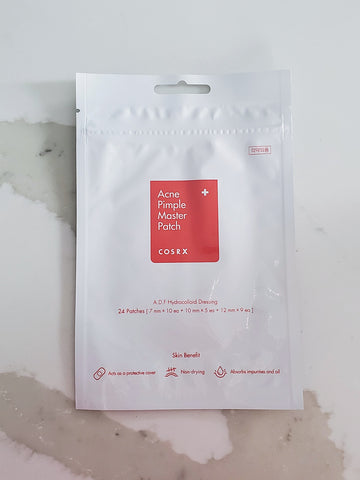 Acne
Pimple
Master
Patch
COSRX
A.D.F Hydrocolloid Dressing
24 Patches [ 7 mm × 10 ea + 10 mm × 5 ea + 12 mm × 9 ea ]
Skin Benefit
Acts as a protective cover
Non-drying
Absorbs impurities and oil